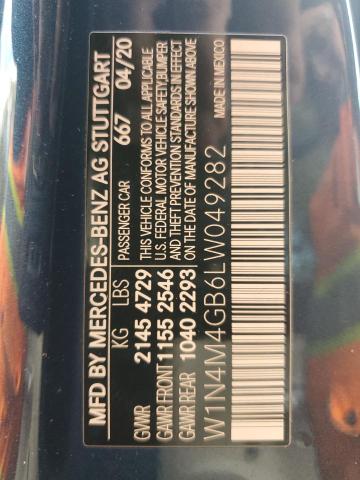 MFD BY MERCEDES-BENZ AG STUTTGART
KG LBS PASSENGER CAR 667 04/20
GVWR 2145 4729
GAWR FRONT 1155 2546
GAWR REAR 1040 2293
THIS VEHICLE CONFORMS TO ALL APPLICABLE
U.S. FEDERAL MOTOR VEHICLE SAFETY, BUMPER
AND THEFT PREVENTION STANDARDS IN EFFECT
ON THE DATE OF MANUFACTURE SHOWN ABOVE
MADE IN MEXICO
W1N4M4GB6LW049282